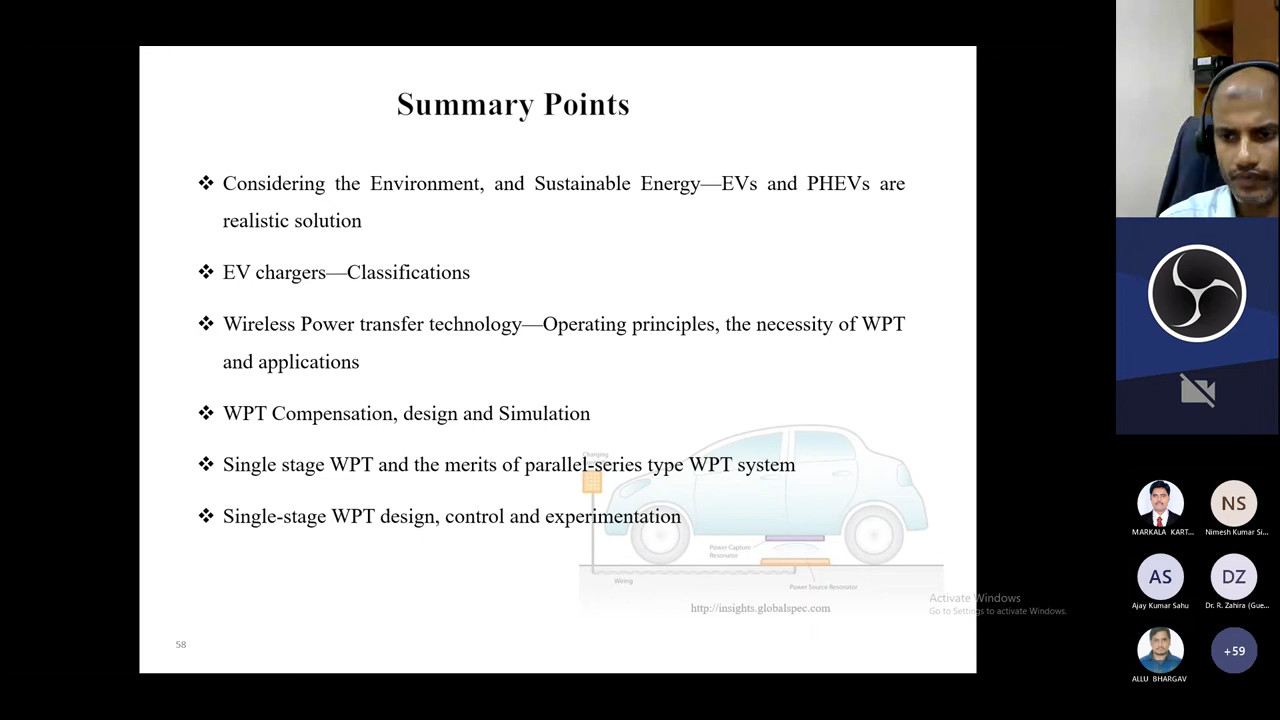 Summary Points
❖ Considering the Environment, and Sustainable Energy—EVs and PHEVs are
realistic solution
❖ EV chargers—Classifications
❖ Wireless Power transfer technology—Operating principles, the necessity of WPT
and applications
❖ WPT Compensation, design and Simulation
❖ Single stage WPT and the merits of parallel-series type WPT system
❖ Single-stage WPT design, control and experimentation
Charging
Power Capture
Resonator
Wiring
Power Source Resonator
http://insights.globalspec.com
58
Activate Windows
Go to Settings to activate Windows.
NS
MARKALA KART...
Nimesh Kumar Si...
AS
DZ
Ajay Kumar Sahu
Dr. R. Zahira (Gue...
+59
ALLU BHARGAV